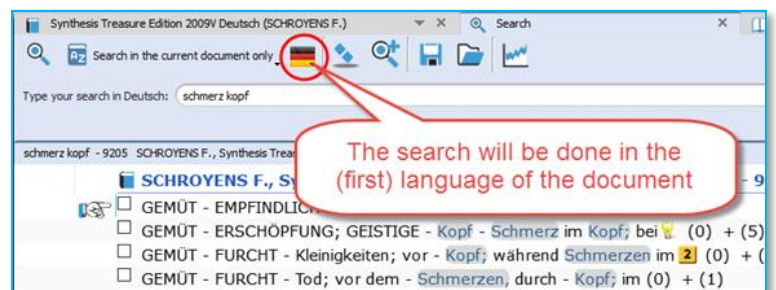 Synthesis Treasure Edition 2009V Deutsch (SCHROYENS F.) Search
Search in the current document only
Type your search in Deutsch: schmerz kopf
The search will be done in the
(first) language of the document
schmerz kopf - 9205 SCHROYENS F., Synthesis
SCHROYENS F., - 9
GEMÜT -
GEMÜT - ERSCHÖPFUNG; GEISTIGE - Kopf - Schmerz im Kopf; bei (0) + (5)
GEMÜT - FURCHT - Kleinigkeiten; vor - Kopf; während Schmerzen im 2 (0) + (
GEMÜT - FURCHT - Tod; vor dem - Schmerzen, durch - Kopf; im (0) + (1)